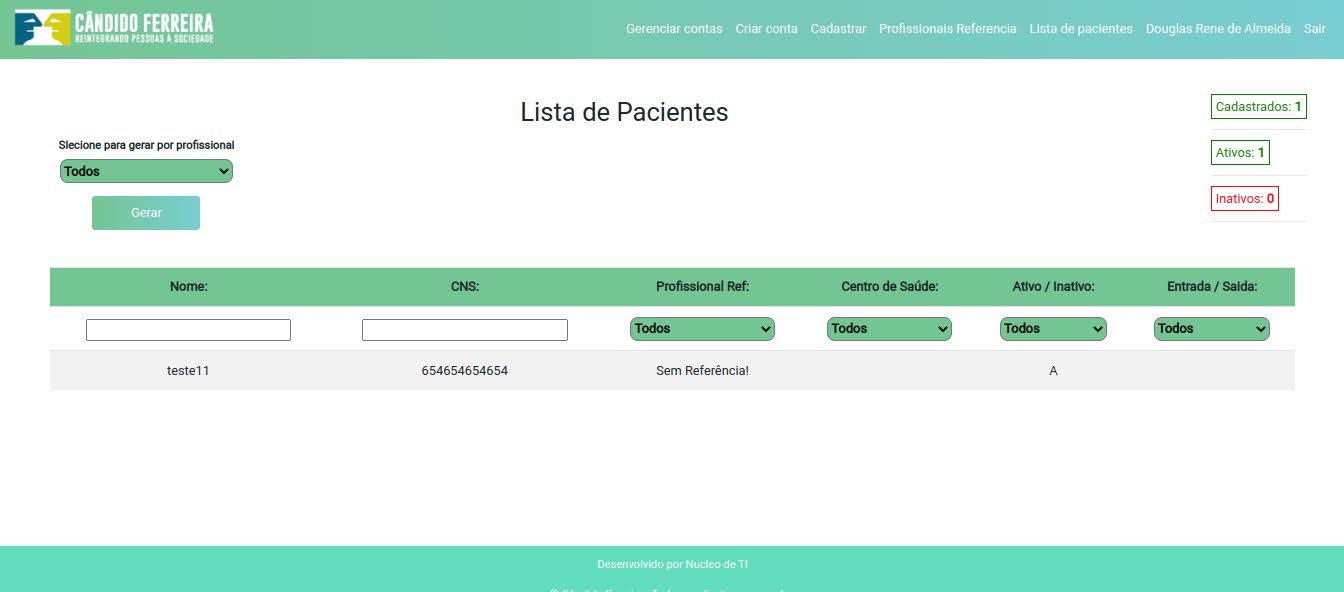 CÂNDIDO FERREIRA
REINTEGRANDO PESSOAS À SOCIEDADE
Gerenciar contas Criar conta Cadastrar Profissionais Referencia Lista de pacientes Douglas Rene de Almeida Sair
Lista de Pacientes
Cadastrados: 1
Ativos: 1
Inativos: 0
Slecione para gerar por profissional
Todos
Gerar
Nome: CNS: Profissional Ref: Centro de Saúde: Ativo / Inativo: Entrada / Saida:
Todos Todos Todos Todos
teste11 654654654654 Sem Referência! A
Desenvolvido por Nucleo de TI